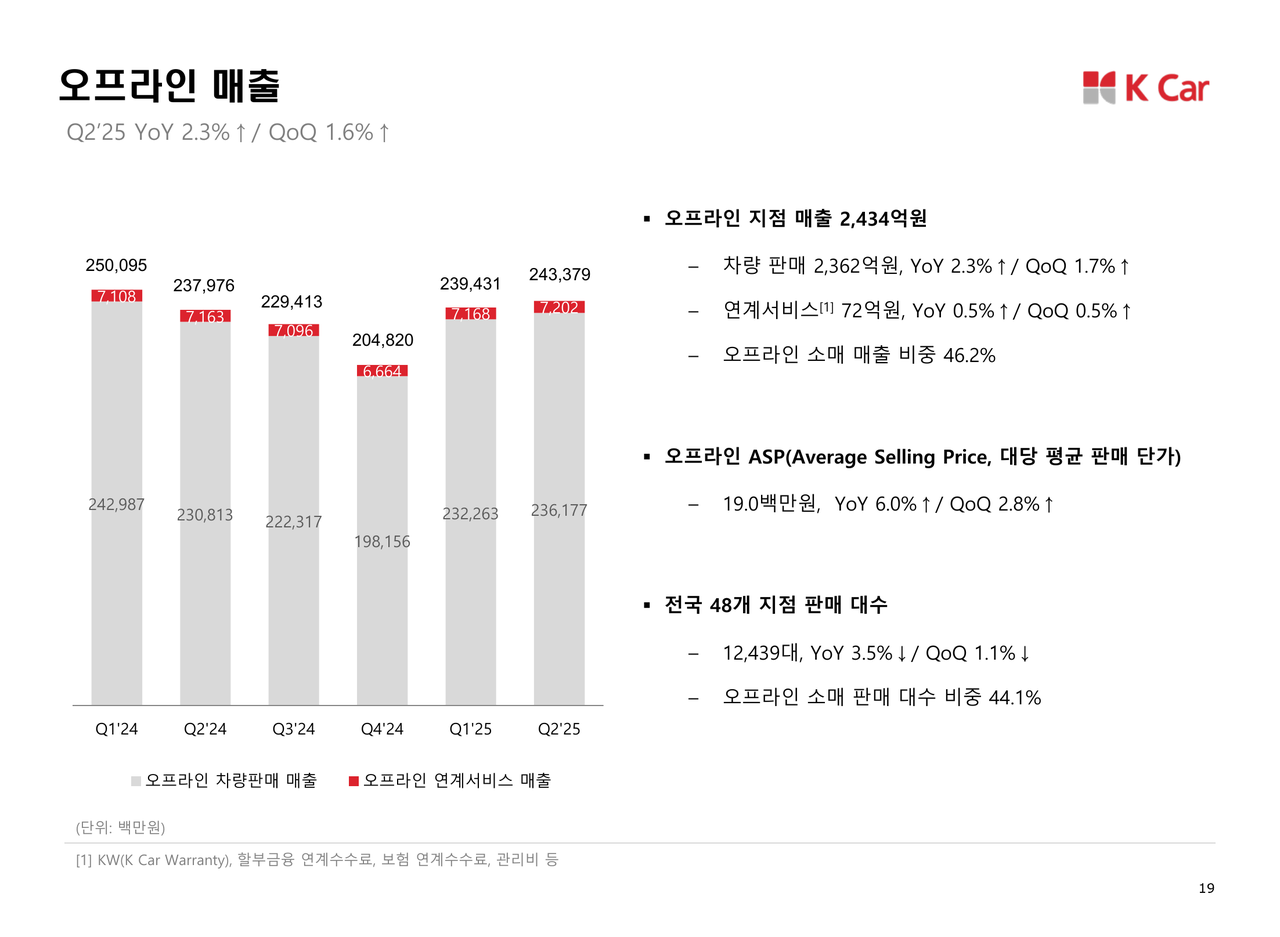 오프라인 매출
K Car
Q2’25 YoY 2.3%↑/ QoQ 1.6%↑
250,095
237,976
229,413
204,820
239,431
243,379
7,108
7,163
7,096
6,664
7,168
7,202
242,987
230,813
222,317
198,156
232,263
236,177
Q1'24
Q2'24
Q3'24
Q4'24
Q1'25
Q2'25
오프라인 차량판매 매출
오프라인 연계서비스 매출
▪ 오프라인 지점 매출 2,434억원
– 차량 판매 2,362억원, YoY 2.3%↑/ QoQ 1.7%↑
– 연계서비스[1] 72억원, YoY 0.5%↑/ QoQ 0.5%↑
– 오프라인 소매 매출 비중 46.2%
▪ 오프라인 ASP(Average Selling Price, 대당 평균 판매 단가)
– 19.0백만원, YoY 6.0%↑/ QoQ 2.8%↑
▪ 전국 48개 지점 판매 대수
– 12,439대, YoY 3.5%↓/ QoQ 1.1%↓
– 오프라인 소매 판매 대수 비중 44.1%
(단위: 백만원)
[1] KW(K Car Warranty), 할부금융 연계수수료, 보험 연계수수료, 관리비 등
19